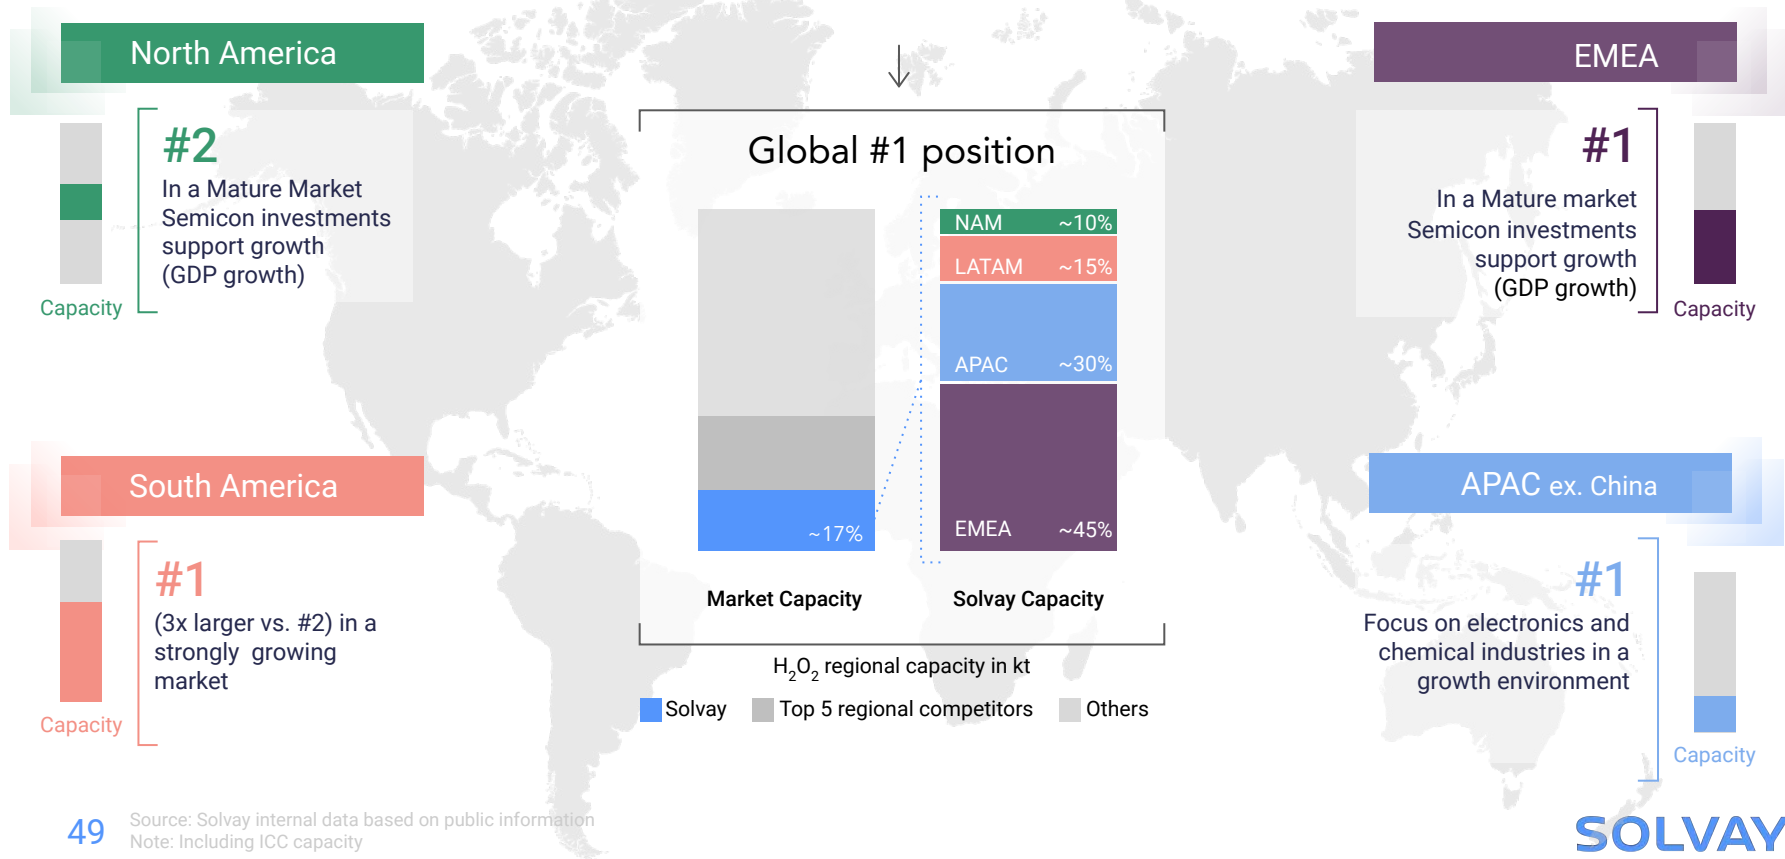 North America
#2
In a Mature Market
Semicon investments
support growth
(GDP growth)
Capacity
South America
#1
(3x larger vs. #2) in a
strongly growing
market
Capacity
Global #1 position
~17%
Market Capacity
NAM ~10%
LATAM ~15%
APAC ~30%
EMEA ~45%
Solvay Capacity
H₂O₂ regional capacity in kt
Solvay
Top 5 regional competitors
Others
EMEA
#1
In a Mature market
Semicon investments
support growth
(GDP growth)
Capacity
APAC ex. China
#1
Focus on electronics and
chemical industries in a
growth environment
Capacity
49
Source: Solvay internal data based on public information
Note: Including ICC capacity
SOLVAY